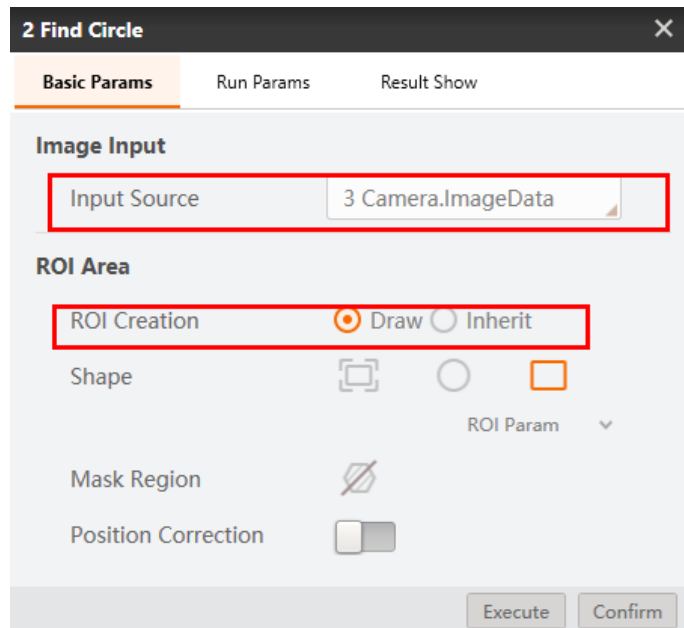 2 Find Circle
Basic Params Run Params Result Show
Image Input
Input Source 3 Camera.ImageData
ROI Area
ROI Creation Draw Inherit
Shape
ROI Param
Mask Region
Position Correction
Execute Confirm